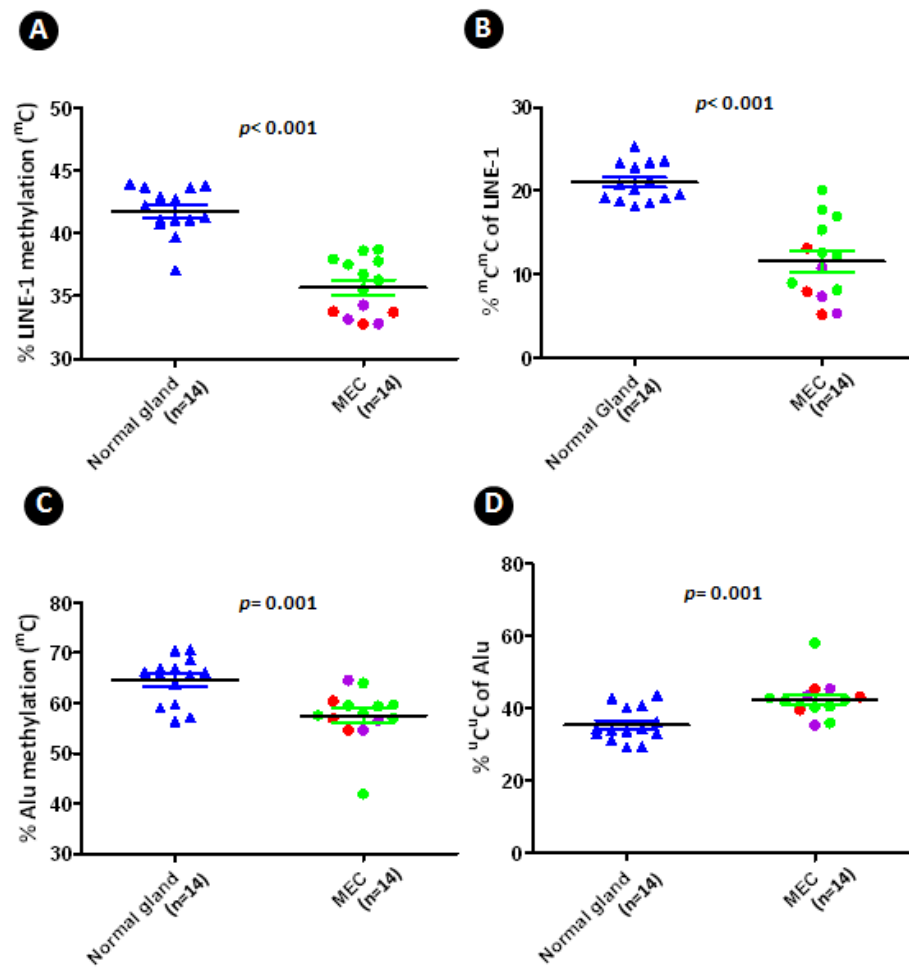 A
% LINE-1 methylation (ᵐC)
50
45
40
35
30
p< 0.001
Normal gland
(n=14)
MEC
(n=14)
B
% ᵐCᵐC of LINE-1
30
20
10
0
p< 0.001
Normal Gland
(n=14)
MEC
(n=14)
C
% Alu methylation (ᵐC)
80
70
60
50
40
30
p= 0.001
Normal gland
(n=14)
MEC
(n=14)
D
% ᵘCᵘC of Alu
80
60
40
20
0
p= 0.001
Normal gland
(n=14)
MEC
(n=14)